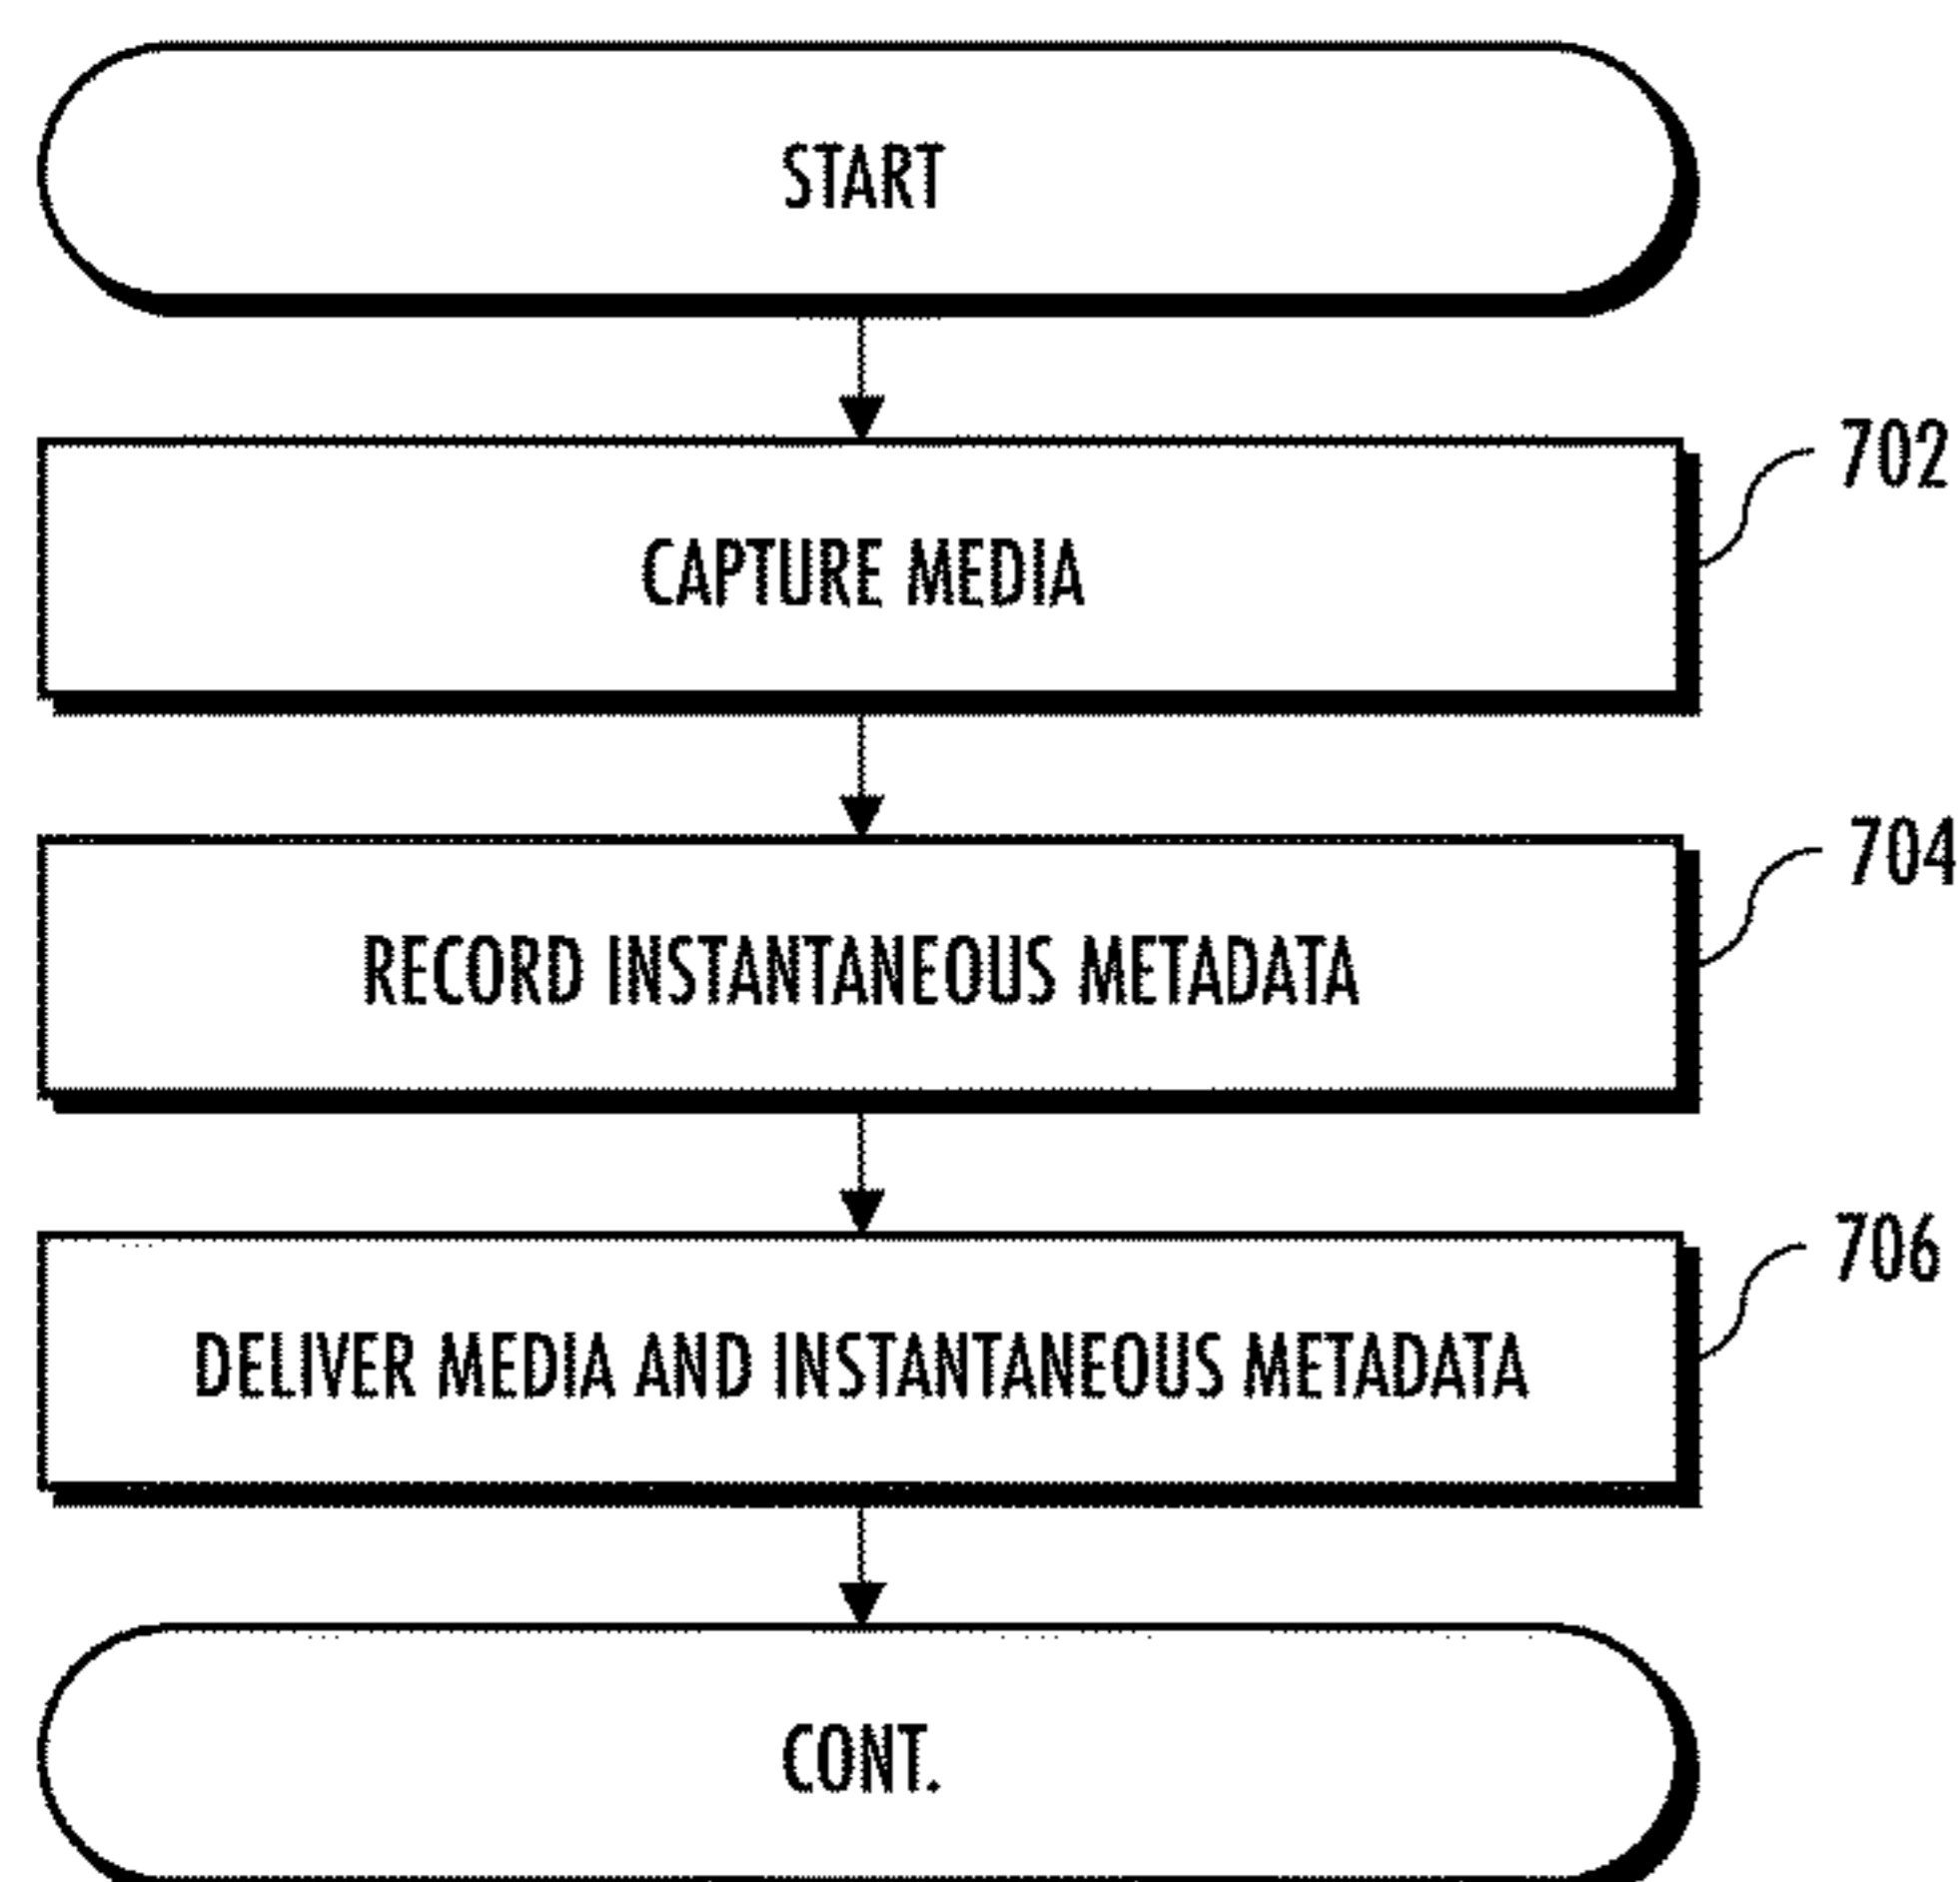 START
702
CAPTURE MEDIA
704
RECORD INSTANTANEOUS METADATA
706
DELIVER MEDIA AND INSTANTANEOUS METADATA
CONT.